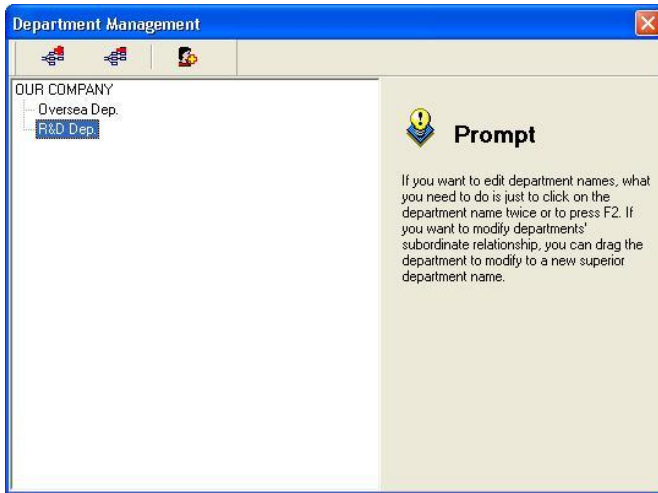 Department Management
OUR COMPANY
Oversea Dep.
R&D Dep.
Prompt
If you want to edit department names, what
you need to do is just to click on the
department name twice or to press F2. If
you want to modify departments'
subordinate relationship, you can drag the
department to modify to a new superior
department name.